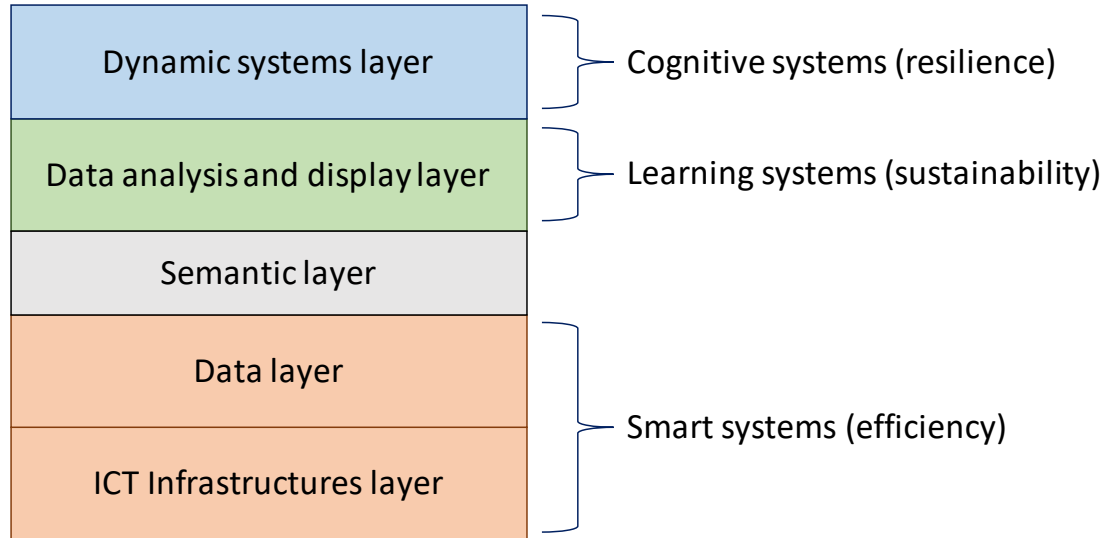 Dynamic systems layer
Cognitive systems (resilience)
Data analysis and display layer
Learning systems (sustainability)
Semantic layer
Data layer
Smart systems (efficiency)
ICT Infrastructures layer